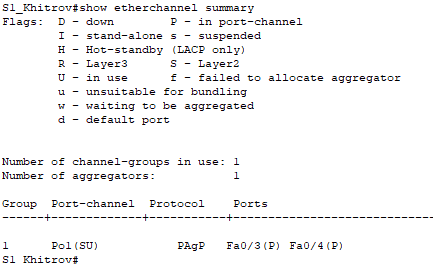 S1_Khitrov#show etherchannel summary
Flags:  D - down        P - in port-channel
        I - stand-alone s - suspended
        H - Hot-standby (LACP only)
        R - Layer3      S - Layer2
        U - in use      f - failed to allocate aggregator
        u - unsuitable for bundling
        w - waiting to be aggregated
        d - default port
Number of channel-groups in use: 1
Number of aggregators:           1
Group  Port-channel  Protocol    Ports
------+-------------+-----------+----------------------------------------------
1      Po1(SU)           PAgP   Fa0/3(P) Fa0/4(P)
S1_Khitrov#